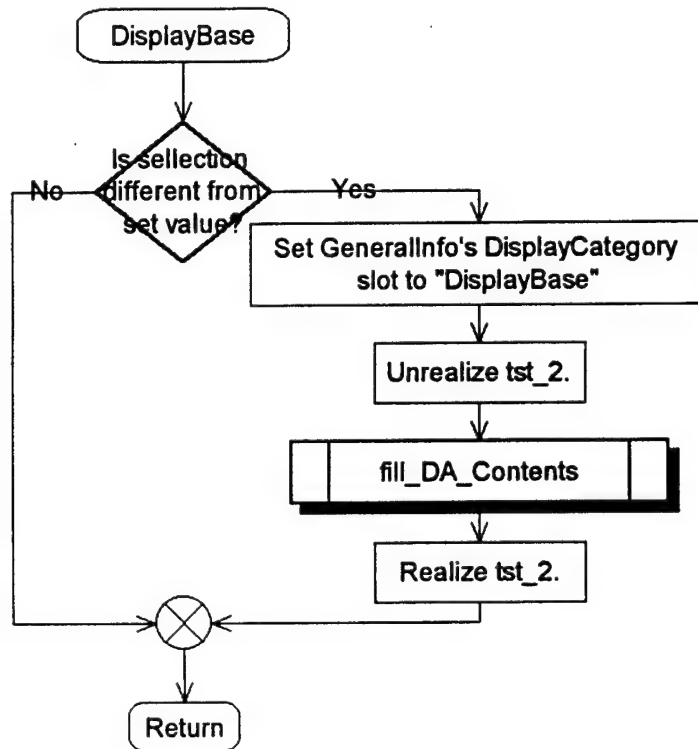 DisplayBase
Is sellection
different from
set value?
No
Yes
Set GeneralInfo's DisplayCategory
slot to "DisplayBase"
Unrealize tst_2.
fill_DA_Contents
Realize tst_2.
Return